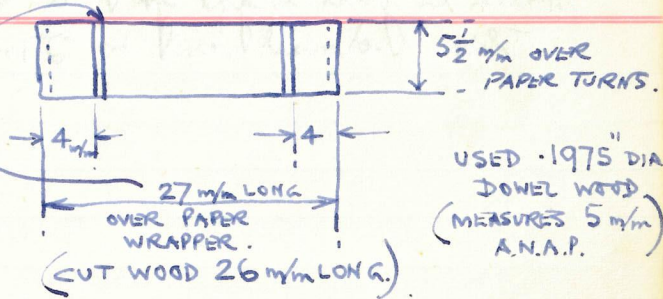 5½ m/m OVER
PAPER TURNS.
4 m/m
4
27 m/m LONG
OVER PAPER
WRAPPER.
(CUT WOOD 26 m/m LONG.)
USED .1975" DIA
DOWEL WOOD
(MEASURES 5 m/m)
A.N.A.P.